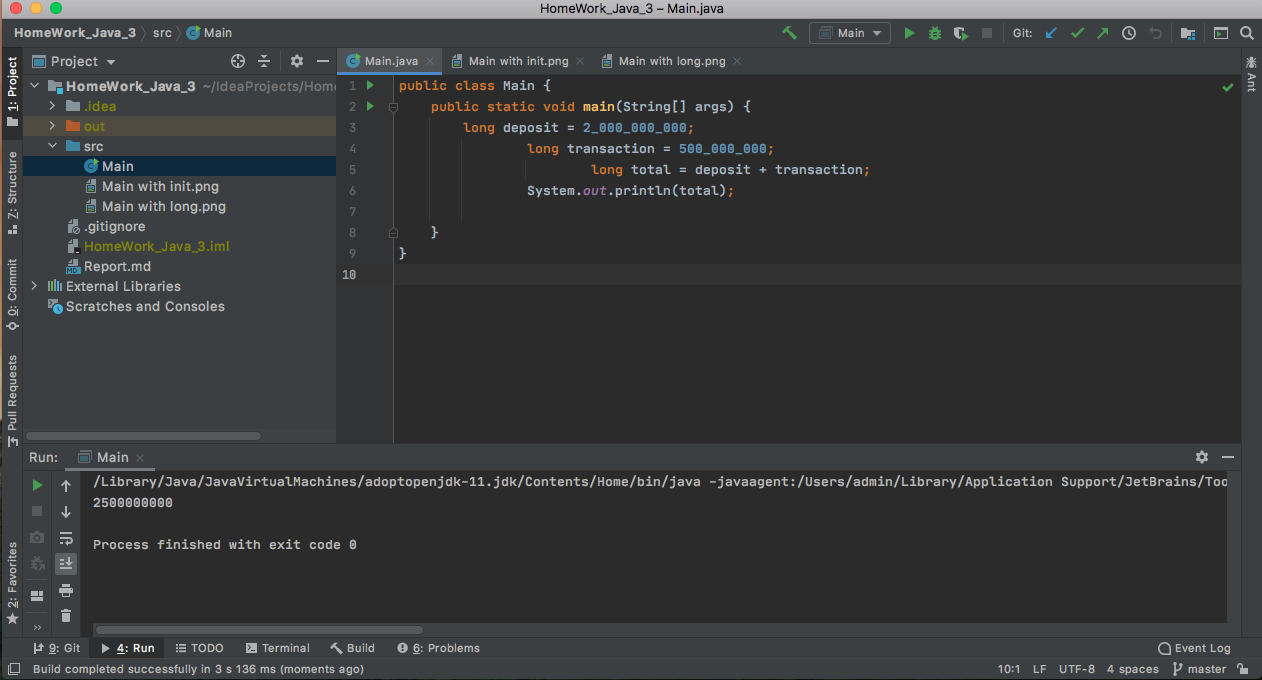 HomeWork_Java_3 – Main.java
HomeWork_Java_3 src Main
Main
Git:
1: Project
Z: Structure
0: Commit
Pull Requests
2: Favorites
Project
HomeWork_Java_3 ~/IdeaProjects/Home
.idea
out
src
Main
Main with init.png
Main with long.png
.gitignore
HomeWork_Java_3.iml
Report.md
External Libraries
Scratches and Consoles
Main.java Main with init.png Main with long.png
1 public class Main {
2 public static void main(String[] args) {
3 long deposit = 2_000_000_000;
4 long transaction = 500_000_000;
5 long total = deposit + transaction;
6 System.out.println(total);
7
8 }
9 }
10
Ant
Run: Main
/Library/Java/JavaVirtualMachines/adoptopenjdk-11.jdk/Contents/Home/bin/java -javaagent:/Users/admin/Library/Application Support/JetBrains/Too
2500000000
Process finished with exit code 0
9: Git 4: Run TODO Terminal Build 6: Problems Event Log
Build completed successfully in 3 s 136 ms (moments ago) 10:1 LF UTF-8 4 spaces master